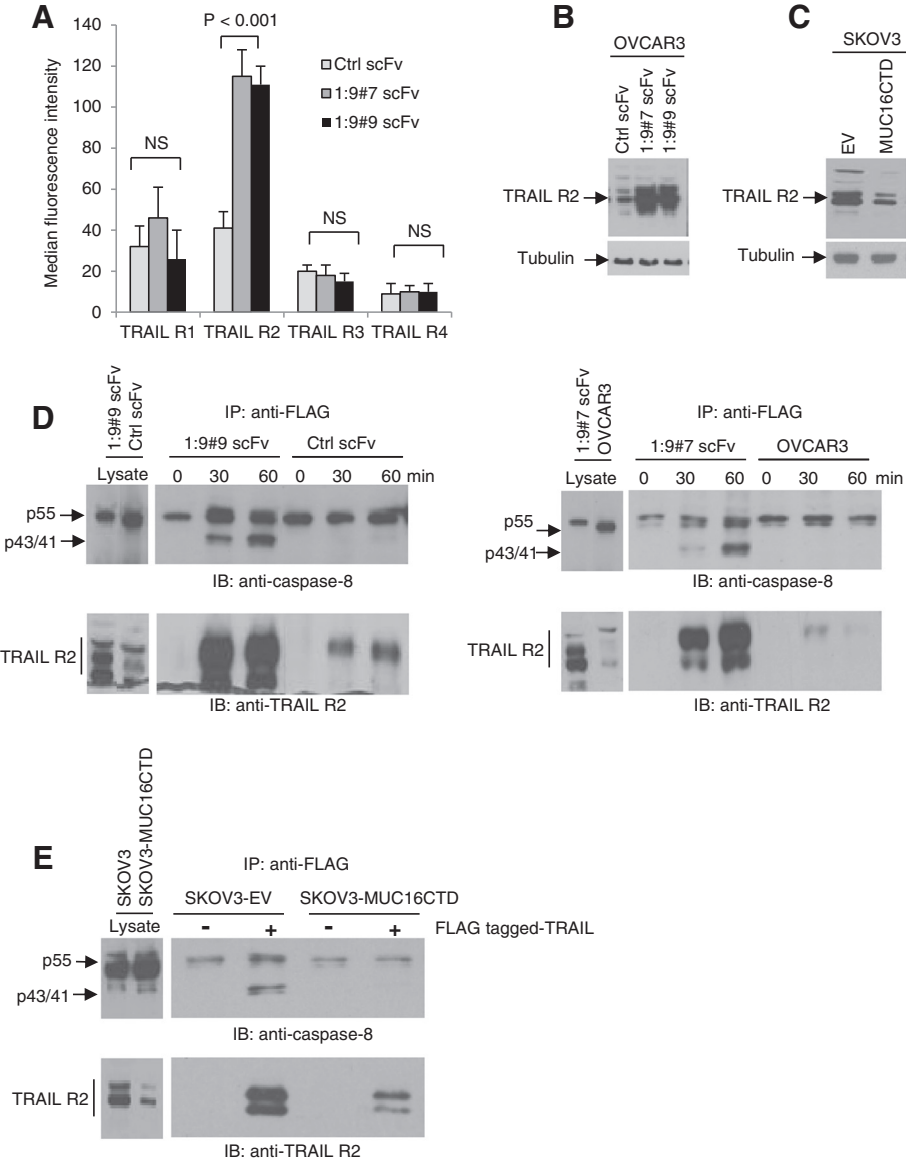 A
Median fluorescence intensity
140
120
100
80
60
40
20
0
P < 0.001
NS
NS
NS
Ctrl scFv
1:9#7 scFv
1:9#9 scFv
TRAIL R1 TRAIL R2 TRAIL R3 TRAIL R4
B
OVCAR3
Ctrl scFv
1:9#7 scFv
1:9#9 scFv
TRAIL R2
Tubulin
C
SKOV3
EV
MUC16CTD
TRAIL R2
Tubulin
D
1:9#9 scFv
Ctrl scFv
Lysate
IP: anti-FLAG
1:9#9 scFv Ctrl scFv
0 30 60 0 30 60 min
p55
p43/41
IB: anti-caspase-8
TRAIL R2
IB: anti-TRAIL R2
1:9#7 scFv
OVCAR3
Lysate
IP: anti-FLAG
1:9#7 scFv OVCAR3
0 30 60 0 30 60 min
p55
p43/41
IB: anti-caspase-8
TRAIL R2
IB: anti-TRAIL R2
E
SKOV3
SKOV3-MUC16CTD
Lysate
IP: anti-FLAG
SKOV3-EV SKOV3-MUC16CTD
- + - + FLAG tagged-TRAIL
p55
p43/41
IB: anti-caspase-8
TRAIL R2
IB: anti-TRAIL R2